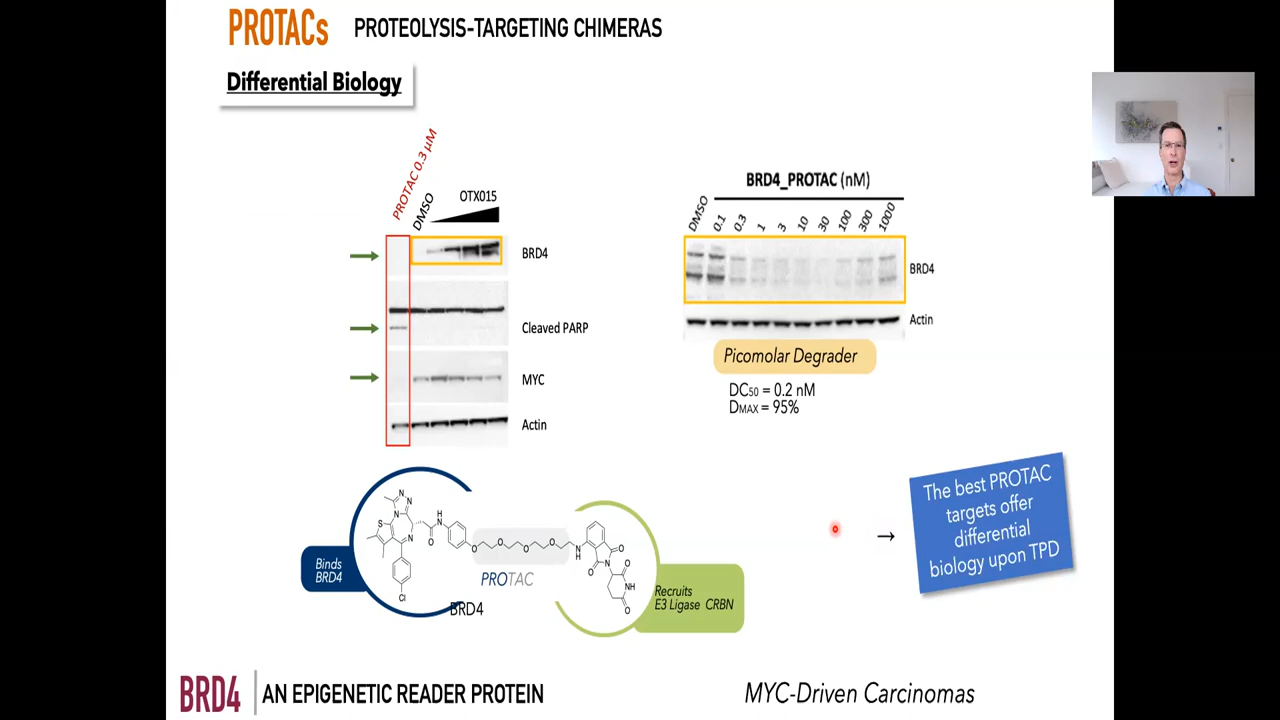 PROTACs PROTEOLYSIS-TARGETING CHIMERAS
Differential Biology
PROTAC 0.3 µM
DMSO
OTX015
BRD4
Cleaved PARP
MYC
Actin
BRD4_PROTAC (nM)
DMSO 0.1 0.3 1 3 10 30 100 300 1000
BRD4
Actin
Picomolar Degrader
DC50 = 0.2 nM
DMAX = 95%
Binds
BRD4
N N
N
S
N
Cl
O
H
N
O
O
O
O
N
H
O
O
N
O
NH
O
PROTAC
BRD4
Recruits
E3 Ligase CRBN
→
The best PROTAC
targets offer
differential
biology upon TPD
BRD4 AN EPIGENETIC READER PROTEIN
MYC-Driven Carcinomas